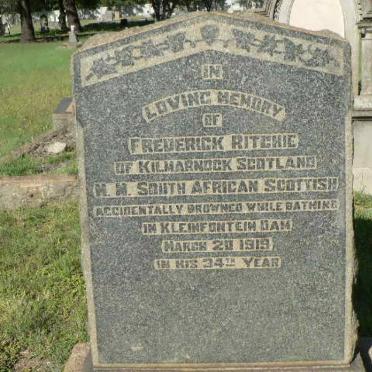 IN
LOVING MEMORY
OF
FREDERICK RITCHIE
OF KILMARNOCK SCOTLAND
M. M. SOUTH AFRICAN SCOTTISH
ACCIDENTALLY DROWNED WHILE BATHING
IN KLEINFONTEIN DAM
MARCH 20 1919
IN HIS 34TH YEAR